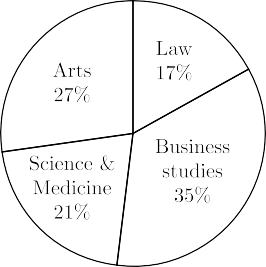 Law
17%
Arts
27%
Business
studies
35%
Science &
Medicine
21%